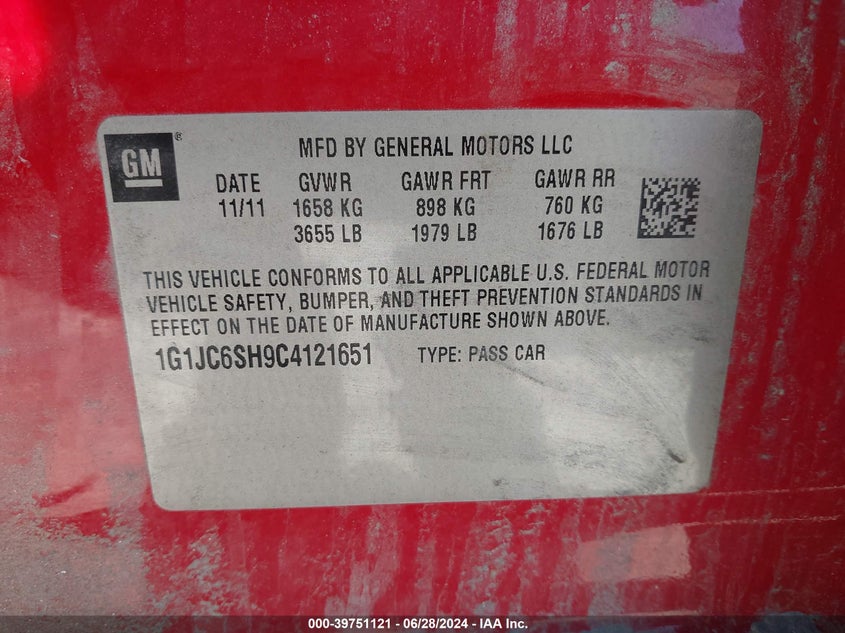 GM®
MFD BY GENERAL MOTORS LLC
DATE GVWR GAWR FRT GAWR RR
11/11 1658 KG 898 KG 760 KG
3655 LB 1979 LB 1676 LB
THIS VEHICLE CONFORMS TO ALL APPLICABLE U.S. FEDERAL MOTOR
VEHICLE SAFETY, BUMPER, AND THEFT PREVENTION STANDARDS IN
EFFECT ON THE DATE OF MANUFACTURE SHOWN ABOVE.
1G1JC6SH9C4121651 TYPE: PASS CAR
000-39751121 - 06/28/2024 - IAA Inc.